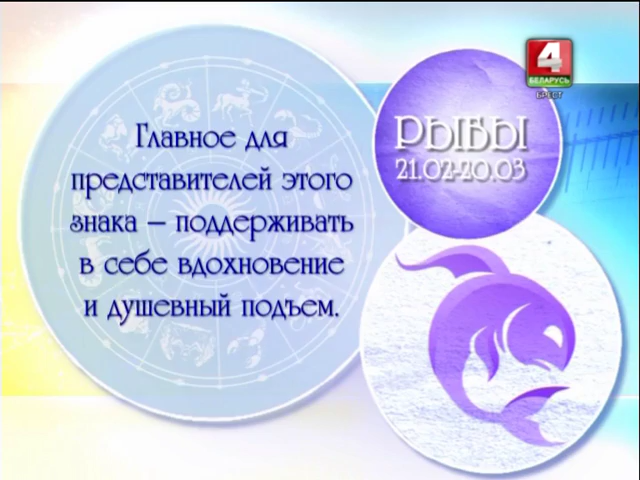 Главное для
представителей этого
знака – поддерживать
в себе вдохновение
и душевный подъем.
РЫБЫ
21.02-20.03
4
БЕЛАРУСЬ
БРЕСТ